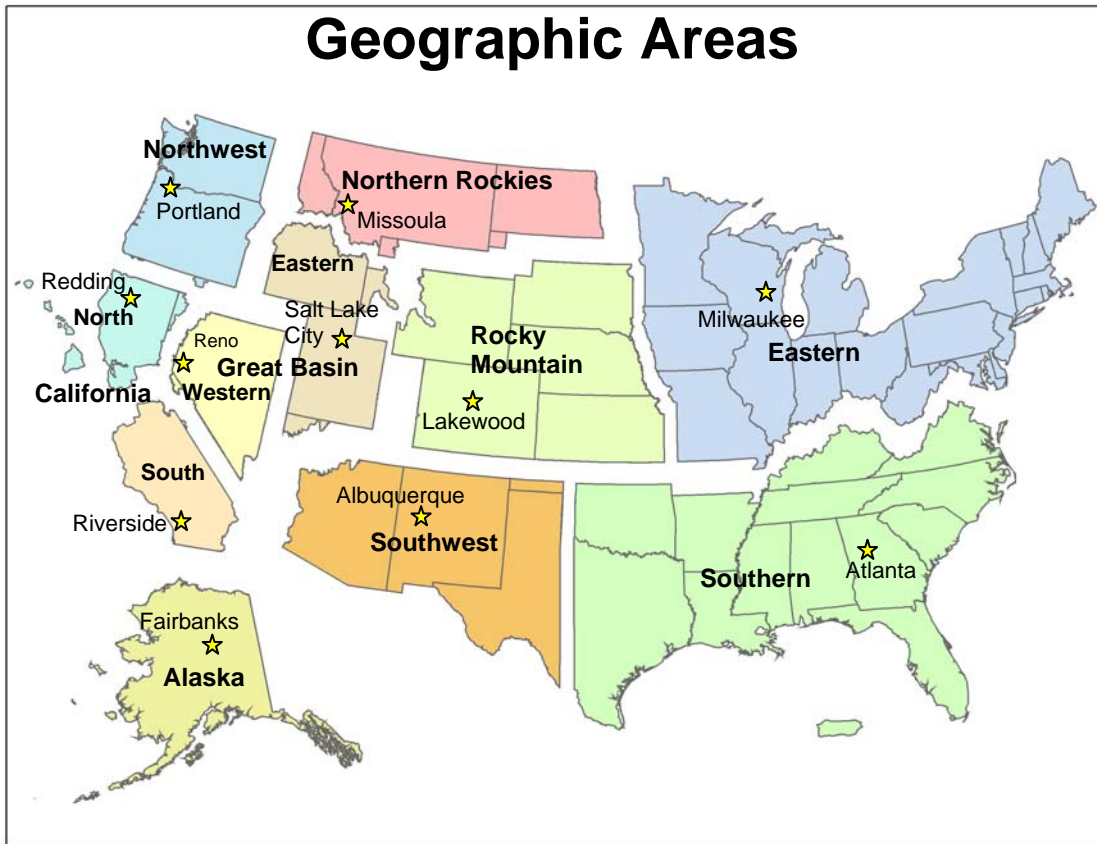 Geographic Areas
Northwest
Portland
Northern Rockies
Missoula
Redding
North
California
Eastern
Salt Lake
City
Reno
Great Basin
Western
Rocky
Mountain
Lakewood
Milwaukee
Eastern
South
Riverside
Albuquerque
Southwest
Southern
Atlanta
Fairbanks
Alaska